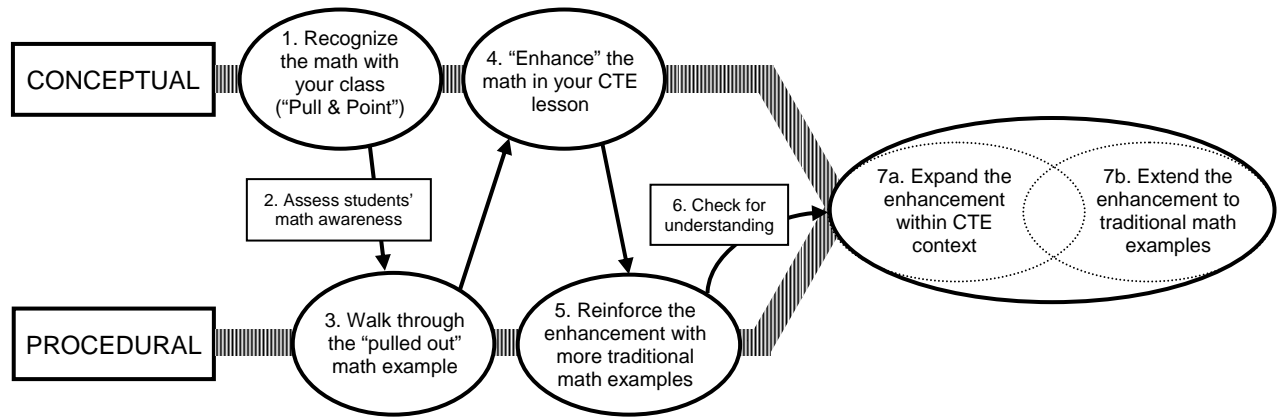 CONCEPTUAL
1. Recognize
the math with
your class
(“Pull & Point”)
4. “Enhance” the
math in your CTE
lesson
2. Assess students’
math awareness
6. Check for
understanding
7a. Expand the
enhancement
within CTE
context
7b. Extend the
enhancement to
traditional math
examples
PROCEDURAL
3. Walk through
the “pulled out”
math example
5. Reinforce the
enhancement with
more traditional
math examples